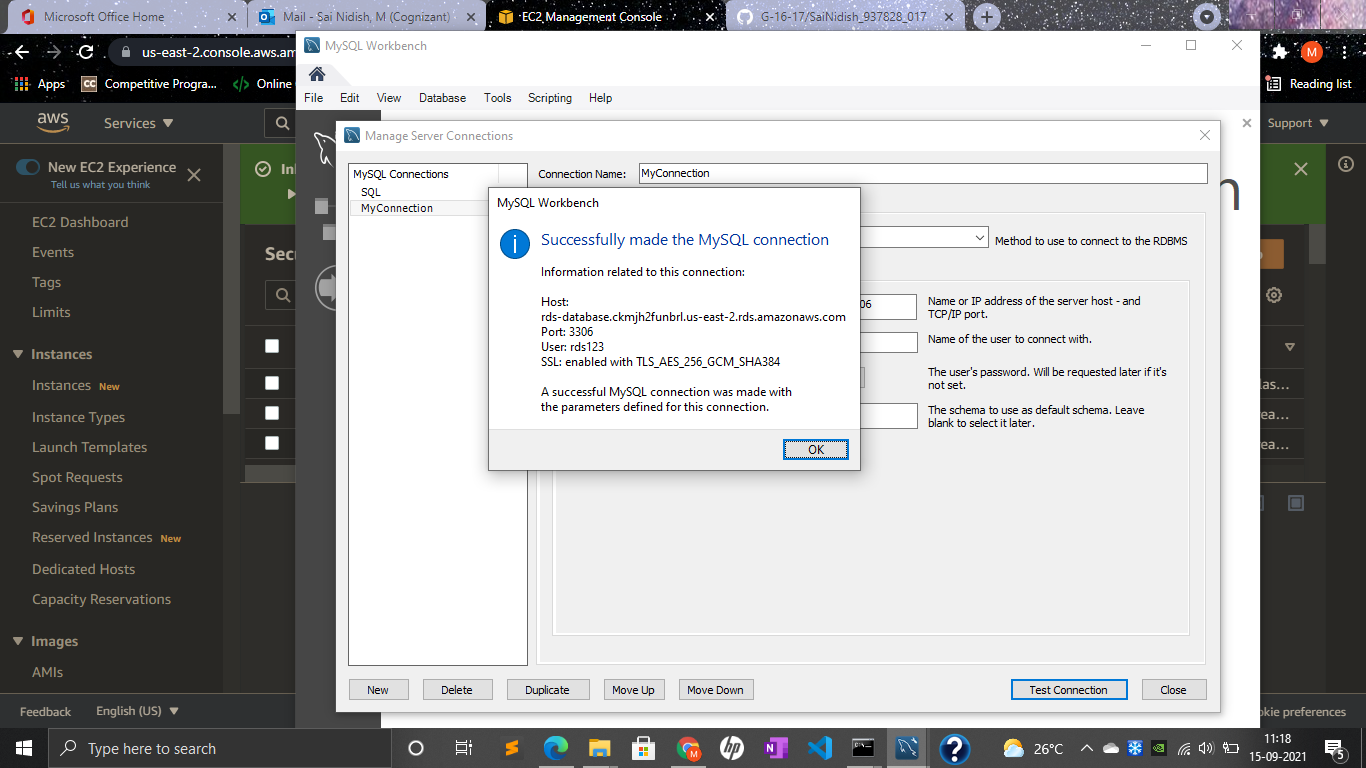 Microsoft Office Home
Mail - Sai Nidish, M (Cognizant)
EC2 Management Console
G-16-17/SaiNidish_937828_017
us-east-2.console.aws.am
M
Apps
CC
Competitive Progra...
Online
Reading list
MySQL Workbench
File Edit View Database Tools Scripting Help
aws
Services
Support
New EC2 Experience
Tell us what you think
EC2 Dashboard
Events
Tags
Limits
Instances
Instances New
Instance Types
Launch Templates
Spot Requests
Savings Plans
Reserved Instances New
Dedicated Hosts
Capacity Reservations
Images
AMIs
Feedback
English (US)
Manage Server Connections
MySQL Connections
SQL
MyConnection
Connection Name:
MyConnection
Method to use to connect to the RDBMS
06
Name or IP address of the server host - and
TCP/IP port.
Name of the user to connect with.
The user's password. Will be requested later if it's
not set.
The schema to use as default schema. Leave
blank to select it later.
MySQL Workbench
Successfully made the MySQL connection
Information related to this connection:
Host:
rds-database.ckmjh2funbrl.us-east-2.rds.amazonaws.com
Port: 3306
User: rds123
SSL: enabled with TLS_AES_256_GCM_SHA384
A successful MySQL connection was made with
the parameters defined for this connection.
OK
New
Delete
Duplicate
Move Up
Move Down
Test Connection
Close
las...
rea...
rea...
okie preferences
Type here to search
26°C
11:18
15-09-2021
5